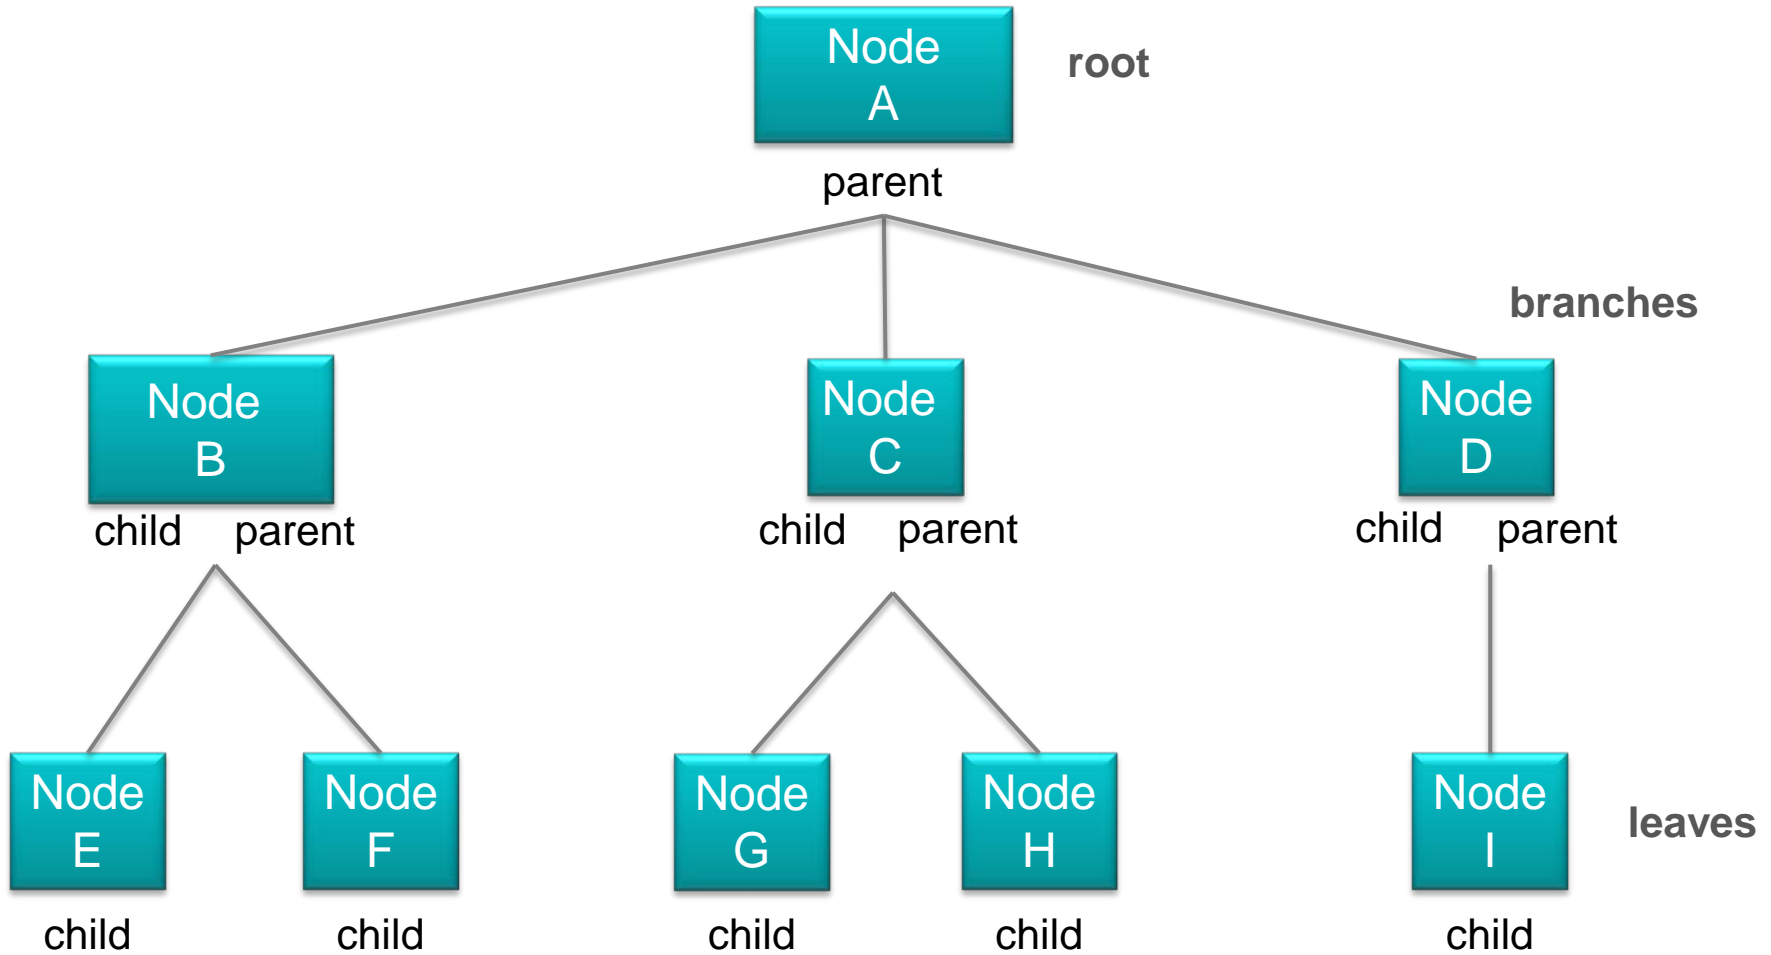 Node
A
root
parent
branches
Node
B
Node
C
Node
D
child parent
child parent
child parent
Node
E
Node
F
Node
G
Node
H
Node
I
leaves
child
child
child
child
child